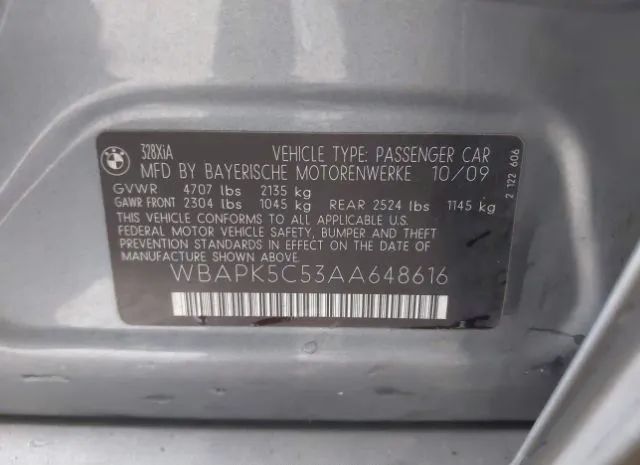 BMW
328XiA
VEHICLE TYPE: PASSENGER CAR
MFD BY BAYERISCHE MOTORENWERKE 10/09
GVWR 4707 lbs 2135 kg
GAWR FRONT 2304 lbs 1045 kg REAR 2524 lbs 1145 kg
THIS VEHICLE CONFORMS TO ALL APPLICABLE U.S.
FEDERAL MOTOR VEHICLE SAFETY, BUMPER AND THEFT
PREVENTION STANDARDS IN EFFECT ON THE DATE OF
MANUFACTURE SHOWN ABOVE.
WBAPK5C53AA648616
2 122 606